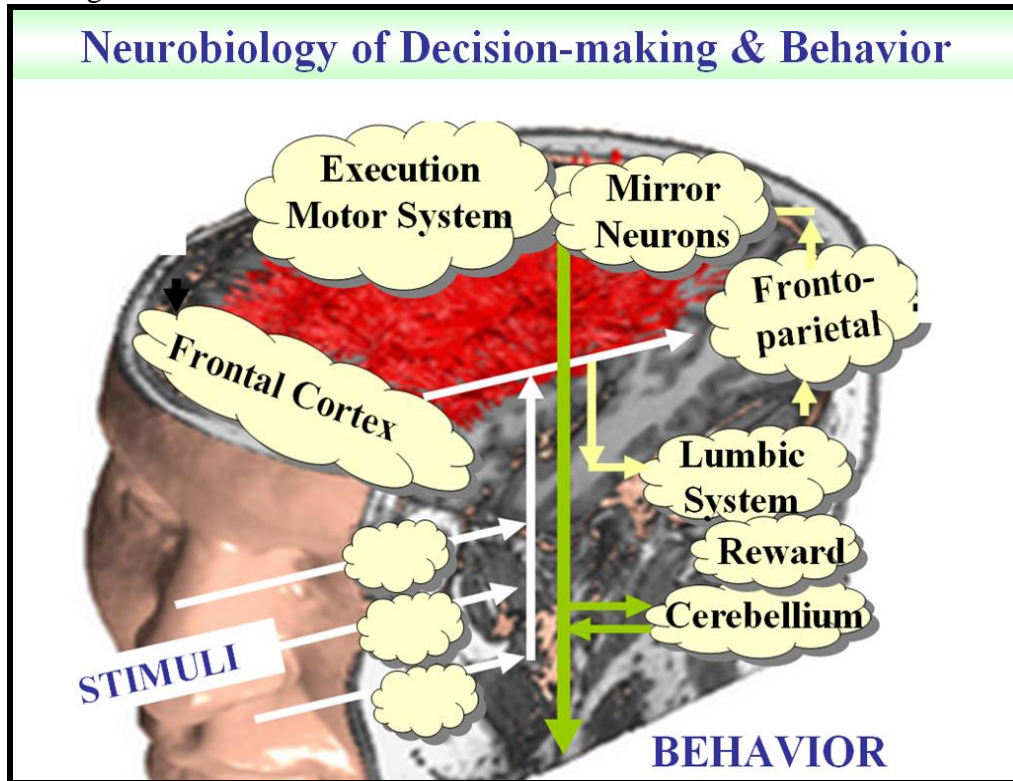 Neurobiology of Decision-making & Behavior
Execution
Motor System
Mirror
Neurons
Fronto-
parietal
Frontal Cortex
Lumbic
System
Reward
Cerebellium
STIMULI
BEHAVIOR